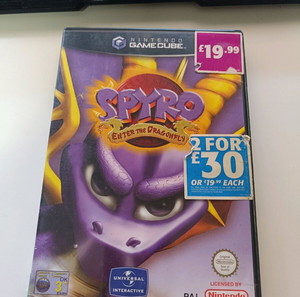 NINTENDO
GAMECUBE
£19.99
SPYRO
ENTER THE DRAGONFLY
2 FOR
£30
OR £19.99 EACH
3+
UNIVERSAL
INTERACTIVE
LICENSED BY
PAL
Nintendo